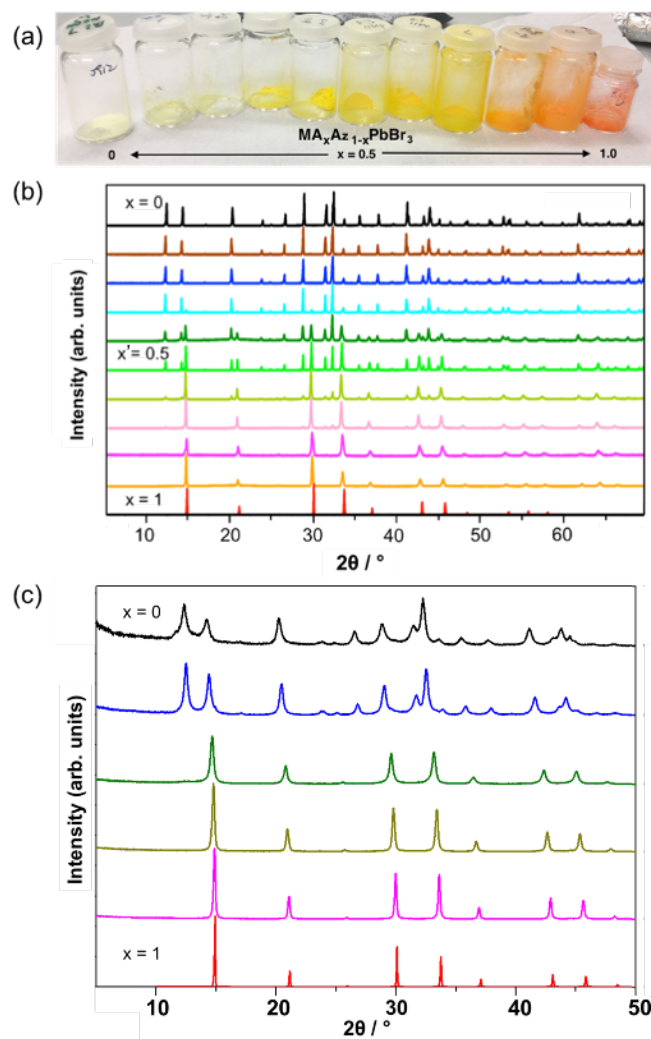 (a)
MAₓAz₁₋ₓPbBr₃
0 x = 0.5 1.0
(b)
x = 0
x'= 0.5
x = 1
Intensity (arb. units)
10 20 30 40 50 60
2θ / °
(c)
x = 0
x = 1
Intensity (arb. units)
10 20 30 40 50
2θ / °